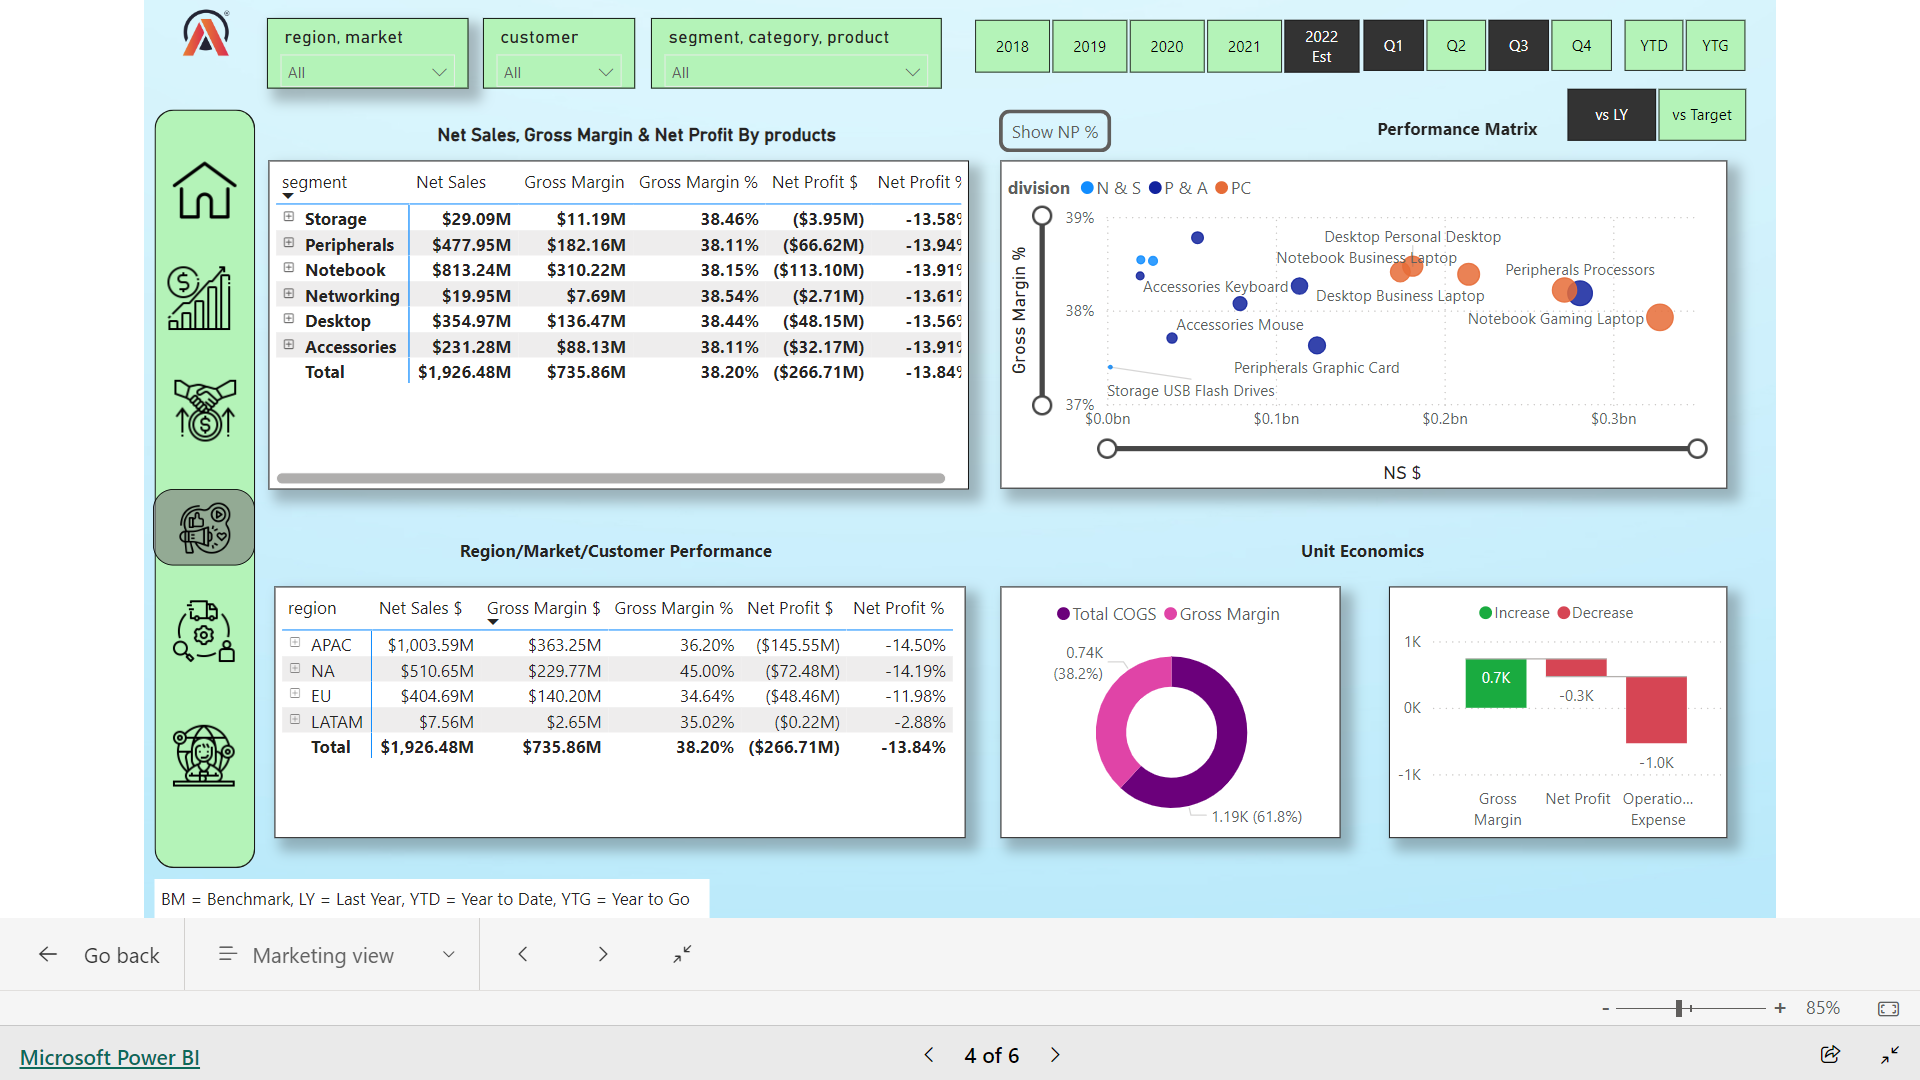 region, market
All
customer
All
segment, category, product
All
2018
2019
2020
2021
2022
Est
Q1
Q2
Q3
Q4
YTD
YTG
vs LY
vs Target
Net Sales, Gross Margin & Net Profit By products
Show NP %
Performance Matrix
segment Net Sales Gross Margin Gross Margin % Net Profit $ Net Profit %
Storage $29.09M $11.19M 38.46% ($3.95M) -13.58%
Peripherals $477.95M $182.16M 38.11% ($66.62M) -13.94%
Notebook $813.24M $310.22M 38.15% ($113.10M) -13.91%
Networking $19.95M $7.69M 38.54% ($2.71M) -13.61%
Desktop $354.97M $136.47M 38.44% ($48.15M) -13.56%
Accessories $231.28M $88.13M 38.11% ($32.17M) -13.91%
Total $1,926.48M $735.86M 38.20% ($266.71M) -13.84%
division N & S P & A PC
Gross Margin %
39%
38%
37%
Desktop Personal Desktop
Notebook Business Laptop
Peripherals Processors
Accessories Keyboard
Desktop Business Laptop
Accessories Mouse
Notebook Gaming Laptop
Peripherals Graphic Card
Storage USB Flash Drives
$0.0bn $0.1bn $0.2bn $0.3bn
NS $
Region/Market/Customer Performance
Unit Economics
region Net Sales $ Gross Margin $ Gross Margin % Net Profit $ Net Profit %
APAC $1,003.59M $363.25M 36.20% ($145.55M) -14.50%
NA $510.65M $229.77M 45.00% ($72.48M) -14.19%
EU $404.69M $140.20M 34.64% ($48.46M) -11.98%
LATAM $7.56M $2.65M 35.02% ($0.22M) -2.88%
Total $1,926.48M $735.86M 38.20% ($266.71M) -13.84%
Total COGS Gross Margin
0.74K
(38.2%)
1.19K (61.8%)
Increase Decrease
1K
0K
-1K
0.7K
-0.3K
-1.0K
Gross
Margin
Net Profit
Operatio...
Expense
BM = Benchmark, LY = Last Year, YTD = Year to Date, YTG = Year to Go
Go back
Marketing view
- + 85%
Microsoft Power BI
4 of 6